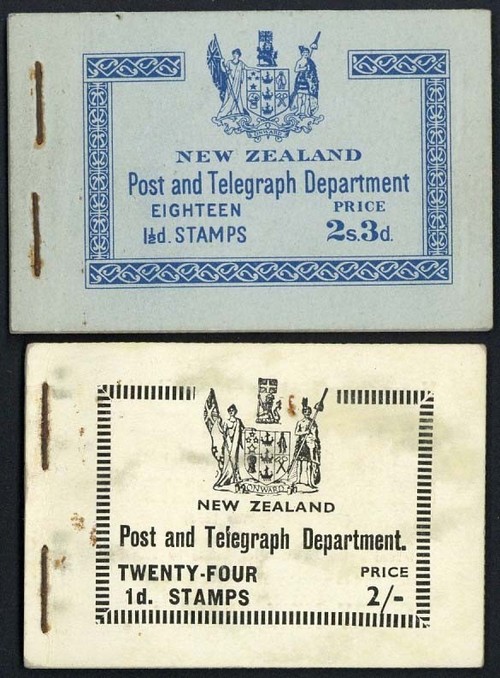 ONWARD
NEW ZEALAND
Post and Telegraph Department
EIGHTEEN PRICE
1½d. STAMPS 2s.3d.
ONWARD
NEW ZEALAND
Post and Telegraph Department.
TWENTY-FOUR PRICE
1d. STAMPS 2/-